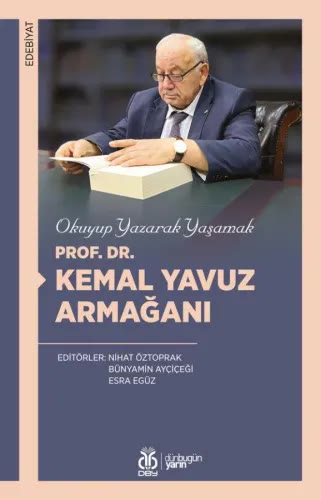 EDEBİYAT
Okuyup Yazarak Yaşamak
PROF. DR.
KEMAL YAVUZ
ARMAĞANI
EDİTÖRLER: NİHAT ÖZTOPRAK
BÜNYAMİN AYÇİÇEĞİ
ESRA EGÜZ
DBY
dünbugün
yarın